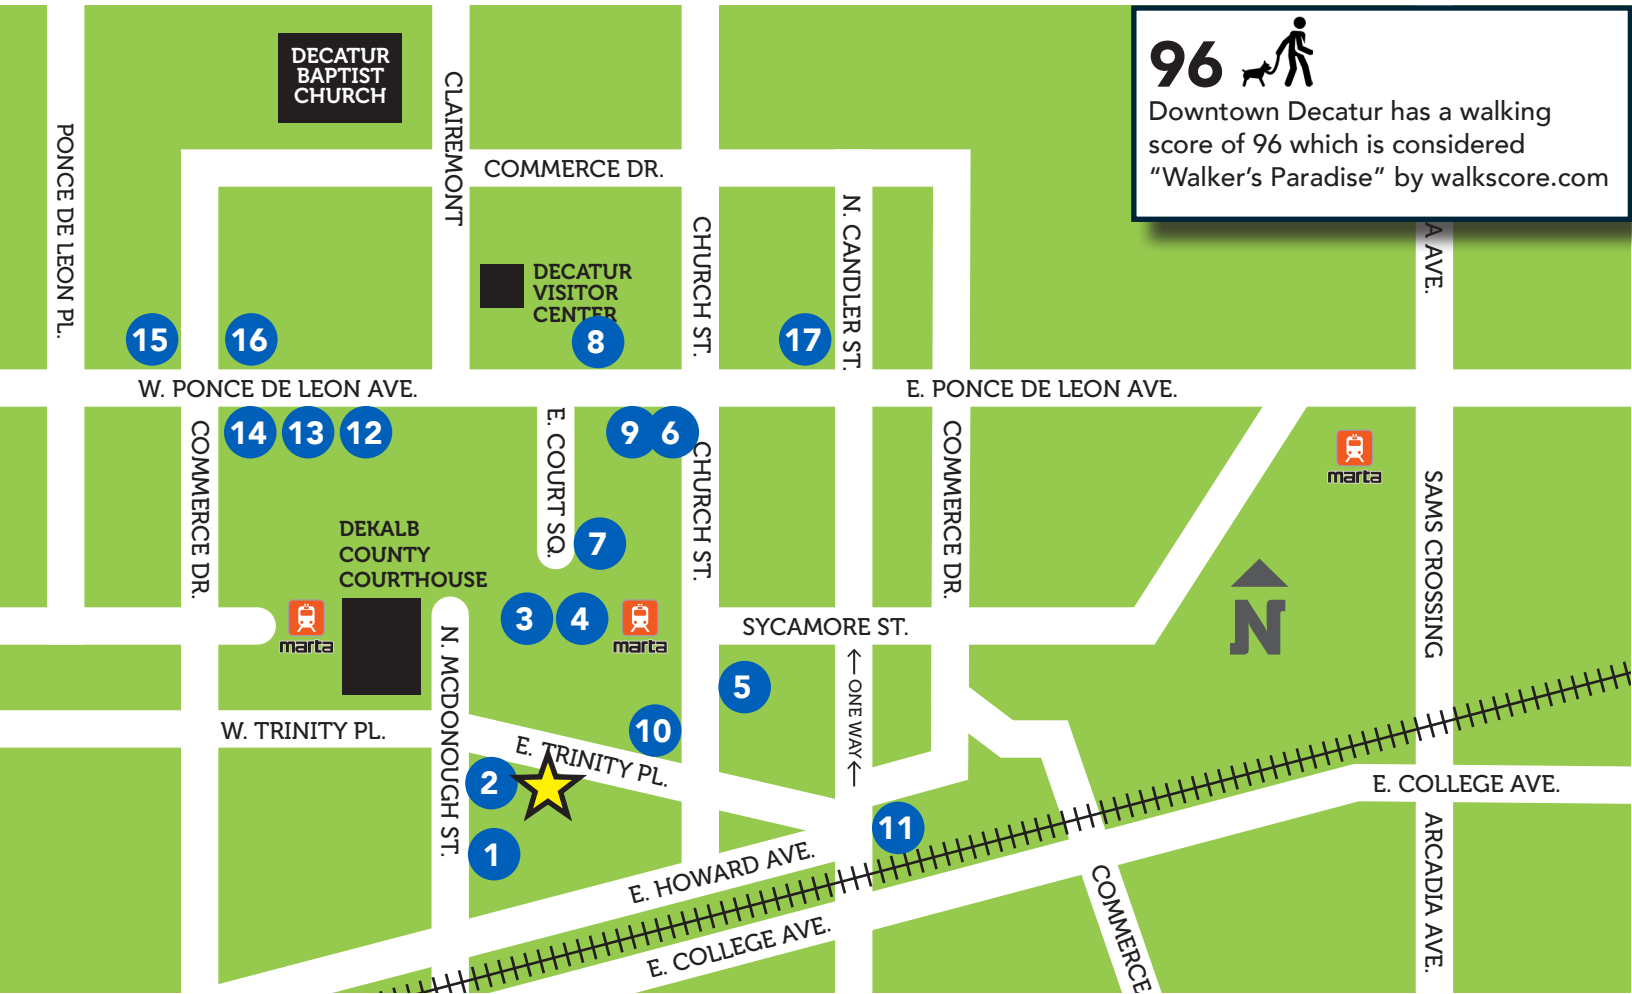 DECATUR
BAPTIST
CHURCH
96
Downtown Decatur has a walking
score of 96 which is considered
“Walker’s Paradise” by walkscore.com
PONCE DE LEON PL.
CLAIREMONT
COMMERCE DR.
CHURCH ST.
N. CANDLER ST.
A AVE.
DECATUR
VISITOR
CENTER
15
16
8
17
W. PONCE DE LEON AVE.
E. PONCE DE LEON AVE.
14
13
12
9
6
COMMERCE DR.
E. COURT SQ.
CHURCH ST.
COMMERCE DR.
marta
SAMS CROSSING
7
DEKALB
COUNTY
COURTHOUSE
marta
3
4
marta
SYCAMORE ST.
N
N. MCDONOUGH ST.
5
ONE WAY
W. TRINITY PL.
10
E. TRINITY PL.
2
E. COLLEGE AVE.
11
1
E. HOWARD AVE.
E. COLLEGE AVE.
COMMERCE
ARCADIA AVE.